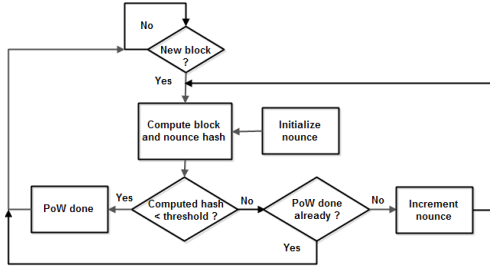 No
New block
?
Yes
Compute block
and nounce hash
Initialize
nounce
PoW done
Yes
Computed hash
< threshold ?
No
PoW done
already ?
No
Increment
nounce
Yes